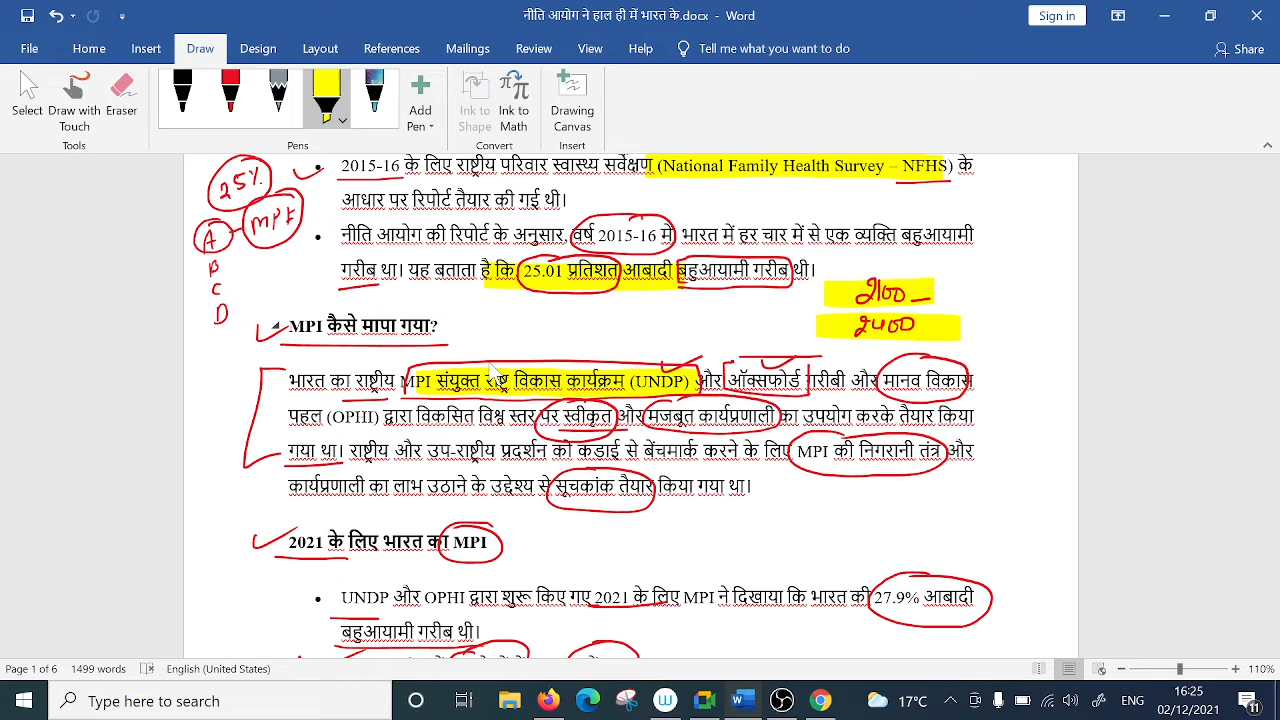 नीति आयोग ने हाल ही में भारत के.docx - Word
Sign in
File Home Insert Draw Design Layout References Mailings Review View Help Tell me what you want to do Share
Select Draw with Touch Eraser
Add Pen
Ink to Shape Ink to Math
Drawing Canvas
Tools Pens Convert Insert
2015-16 के लिए राष्ट्रीय परिवार स्वास्थ्य सर्वेक्षण (National Family Health Survey – NFHS) के
आधार पर रिपोर्ट तैयार की गई थी।
25%
MPI
A
B
C
D
नीति आयोग की रिपोर्ट के अनुसार, वर्ष 2015-16 में भारत में हर चार में से एक व्यक्ति बहुआयामी
गरीब था। यह बताता है कि 25.01 प्रतिशत आबादी बहुआयामी गरीब थी।
2100
2400
MPI कैसे मापा गया?
भारत का राष्ट्रीय MPI संयुक्त राष्ट्र विकास कार्यक्रम (UNDP) और ऑक्सफोर्ड गरीबी और मानव विकास
पहल (OPHI) द्वारा विकसित विश्व स्तर पर स्वीकृत और मजबूत कार्यप्रणाली का उपयोग करके तैयार किया
गया था। राष्ट्रीय और उप-राष्ट्रीय प्रदर्शन को कड़ाई से बेंचमार्क करने के लिए MPI की निगरानी तंत्र और
कार्यप्रणाली का लाभ उठाने के उद्देश्य से सूचकांक तैयार किया गया था।
2021 के लिए भारत का MPI
UNDP और OPHI द्वारा शुरू किए गए 2021 के लिए MPI ने दिखाया कि भारत की 27.9% आबादी
बहुआयामी गरीब थी।
Page 1 of 6 1499 words English (United States) 110%
Type here to search
17°C ENG 16:25
02/12/2021